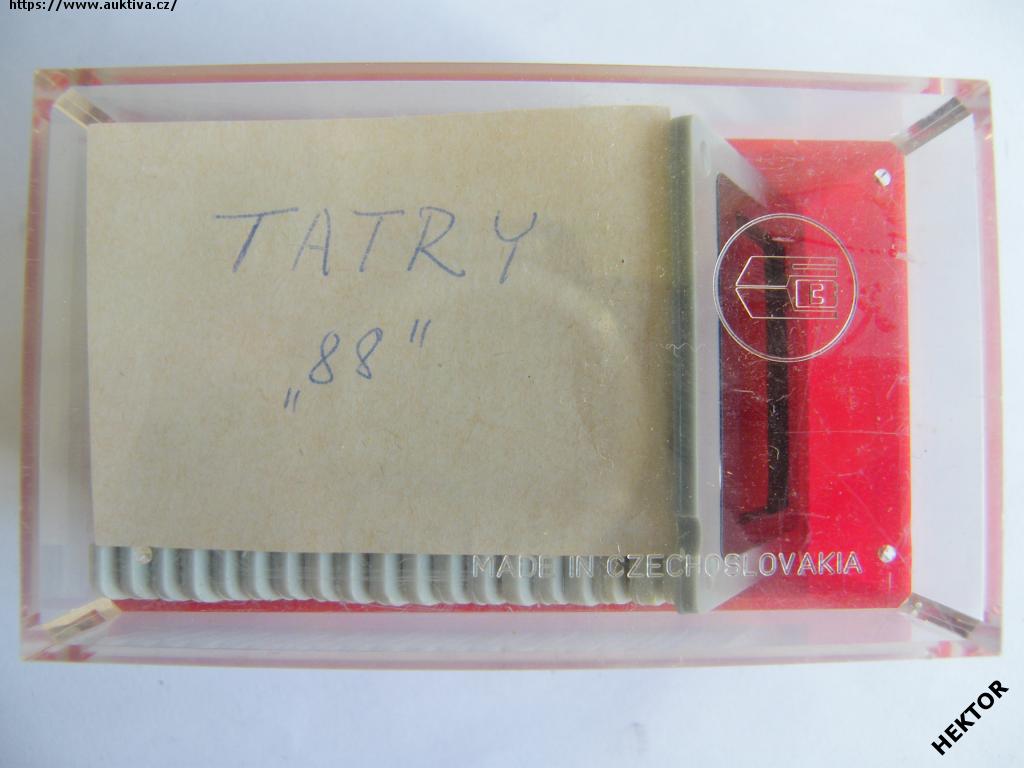 https://www.auktiva.cz/
TATRY
„88"
MADE IN CZECHOSLOVAKIA
HEKTOR